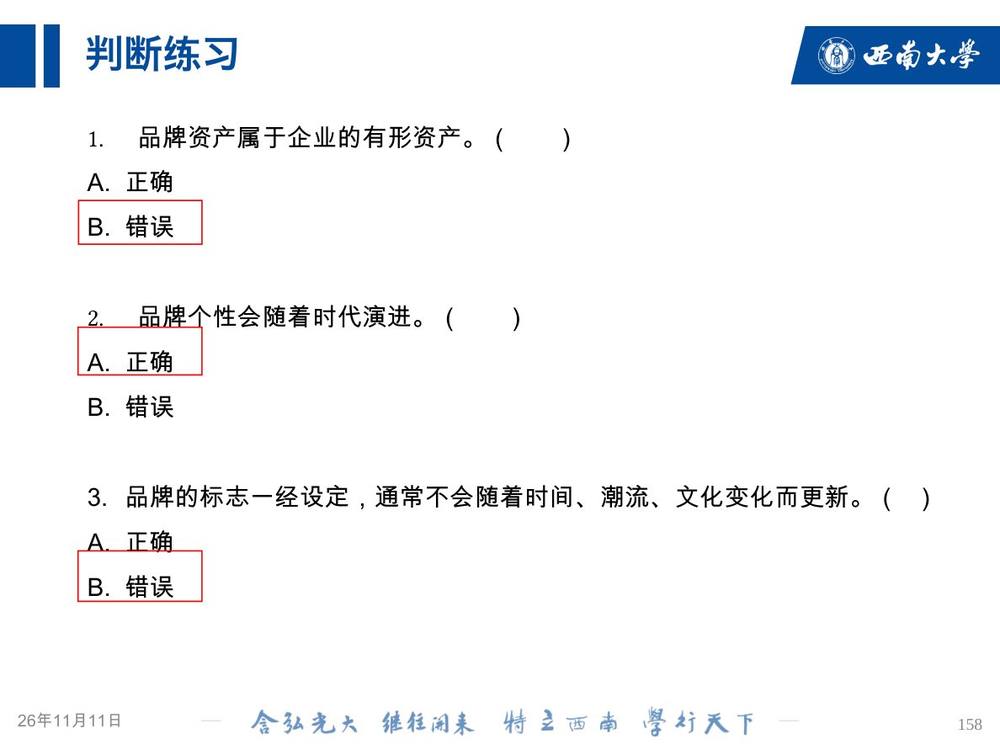 判断练习
西南大学
1. 品牌资产属于企业的有形资产。(  )
A. 正确
B. 错误
2. 品牌个性会随着时代演进。(  )
A. 正确
B. 错误
3. 品牌的标志一经设定，通常不会随着时间、潮流、文化变化而更新。( )
A. 正确
B. 错误
26年11月11日
含弘光大 继往开来 特立西南 學行天下
158